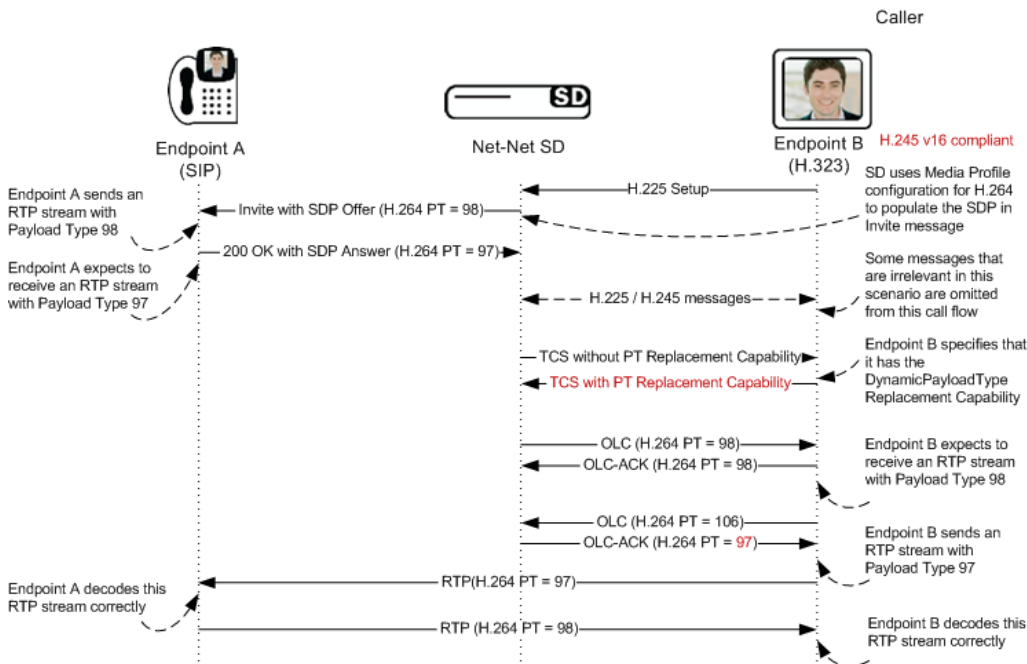 Caller
SD
Endpoint A
(SIP)
Net-Net SD
Endpoint B
(H.323)
H.245 v16 compliant
Endpoint A sends an
RTP stream with
Payload Type 98
H.225 Setup
Invite with SDP Offer (H.264 PT = 98)
SD uses Media Profile
configuration for H.264
to populate the SDP in
Invite message
200 OK with SDP Answer (H.264 PT = 97)
Endpoint A expects to
receive an RTP stream
with Payload Type 97
H.225 / H.245 messages
Some messages that
are irrelevant in this
scenario are omitted
from this call flow
TCS without PT Replacement Capability
TCS with PT Replacement Capability
Endpoint B specifies that
it has the
DynamicPayloadType
Replacement Capability
OLC (H.264 PT = 98)
OLC-ACK (H.264 PT = 98)
Endpoint B expects to
receive an RTP stream
with Payload Type 98
OLC (H.264 PT = 106)
OLC-ACK (H.264 PT = 97)
Endpoint B sends an
RTP stream with
Payload Type 97
RTP(H.264 PT = 97)
Endpoint A decodes this
RTP stream correctly
RTP (H.264 PT = 98)
Endpoint B decodes this
RTP stream correctly